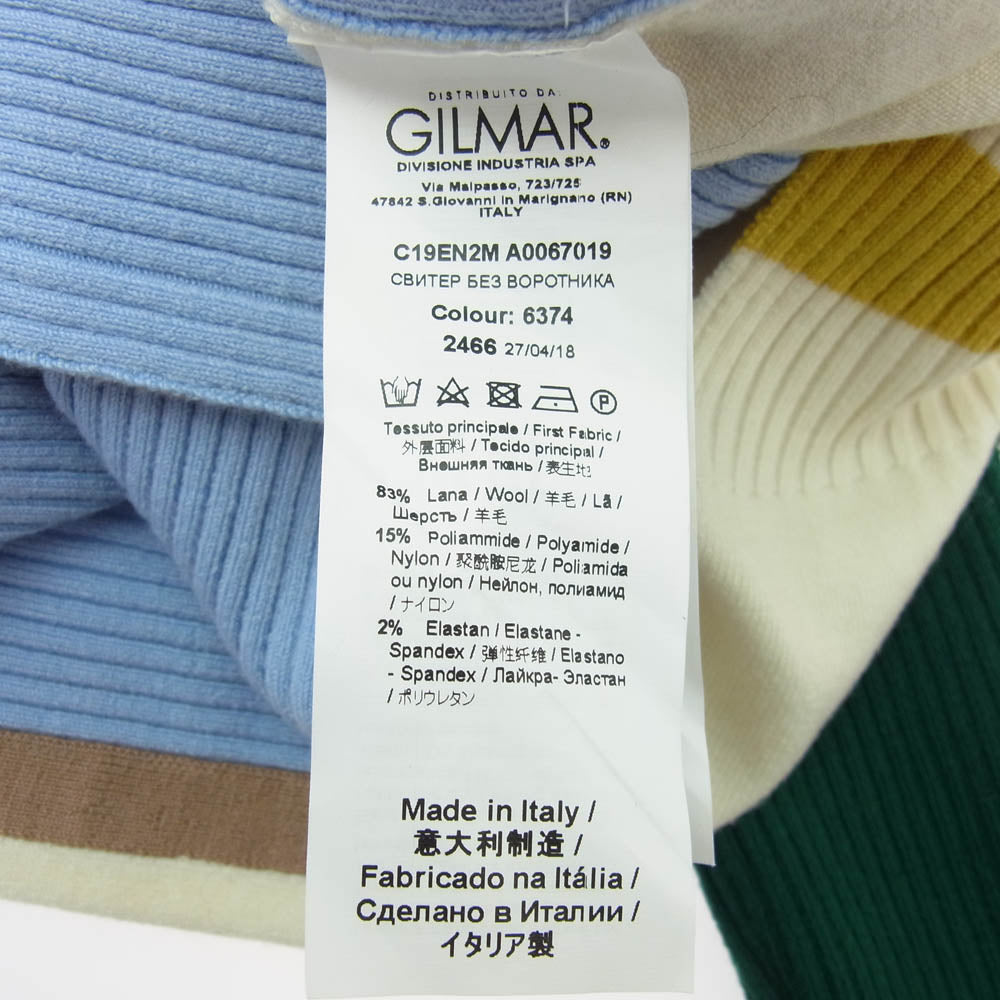 DISTRIBUITO DA:
GILMAR®
DIVISIONE INDUSTRIA SPA
Via Malpasso, 723/725
47842 S.Giovanni in Marignano (RN)
ITALY
C19EN2M A0067019
СВИТЕР БЕЗ ВОРОТНИКА
Colour: 6374
2466 27/04/18
P
Tessuto principale / First Fabric /
外层面料 / Tecido principal /
Внешняя ткань / 表生地
83% Lana / Wool / 羊毛 / Lã /
Шерсть / 羊毛
15% Poliammide / Polyamide /
Nylon / 聚酰胺尼龙 / Poliamida
ou nylon / Нейлон, полиамид
/ ナイロン
2% Elastan / Elastane -
Spandex / 弹性纤维 / Elastano
- Spandex / Лайкра- Эластан
/ ポリウレタン
Made in Italy /
意大利制造 /
Fabricado na Itália /
Сделано в Италии /
イタリア製